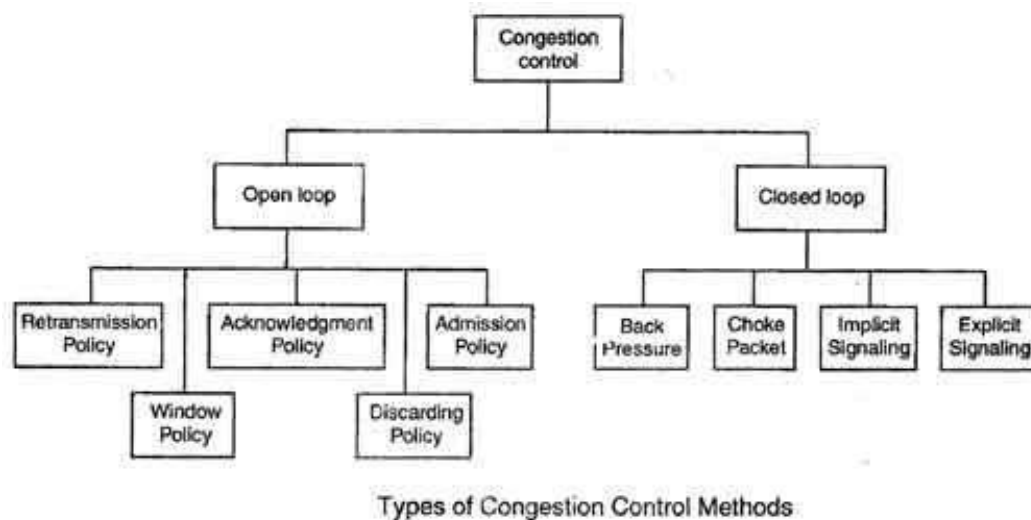 Congestion
control
Open loop
Closed loop
Retransmission
Policy
Acknowledgment
Policy
Admission
Policy
Back
Pressure
Choke
Packet
Implicit
Signaling
Explicit
Signaling
Window
Policy
Discarding
Policy
Types of Congestion Control Methods